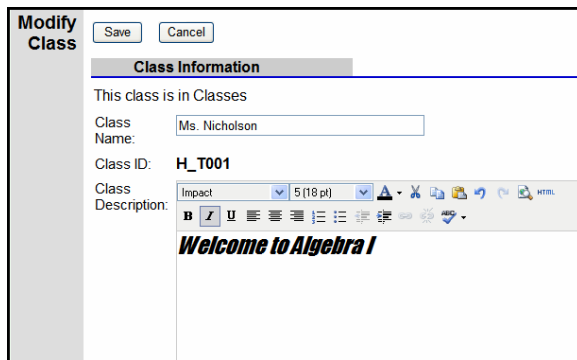 Modify
Class
Save Cancel
Class Information
This class is in Classes
Class
Name:
Ms. Nicholson
Class ID: H_T001
Class
Description:
Impact 5 (18 pt) A HTML
B I U ABC
Welcome to Algebra I